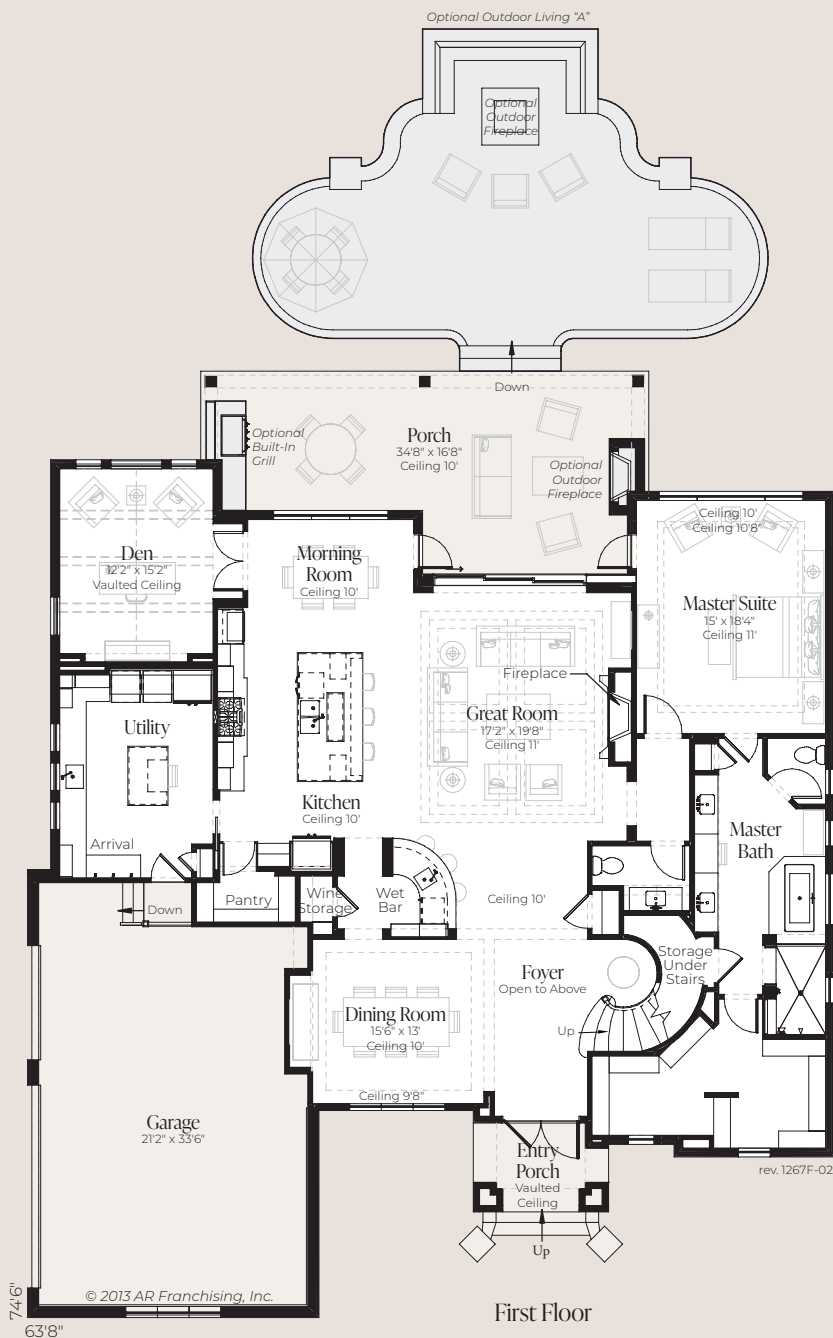 Optional Outdoor Living “A”
Optional
Outdoor
Fireplace
Down
Optional
Built-In
Grill
Porch
34'8" x 16'8"
Ceiling 10'
Optional
Outdoor
Fireplace
Den
12'2" x 15'2"
Vaulted Ceiling
Morning
Room
Ceiling 10'
Ceiling 10'
Ceiling 10'8"
Master Suite
15' x 18'4"
Ceiling 11'
Fireplace
Great Room
17'2" x 19'8"
Ceiling 11'
Utility
Kitchen
Ceiling 10'
Arrival
Master
Bath
Down
Pantry
Wine
Storage
Wet
Bar
Ceiling 10'
Storage
Under
Stairs
Foyer
Open to Above
Up
Dining Room
15'6" x 13'
Ceiling 10'
Ceiling 9'8"
Garage
21'2" x 33'6"
Entry
Porch
Vaulted
Ceiling
Up
rev. 1267F-02
© 2013 AR Franchising, Inc.
74'6"
63'8"
First Floor